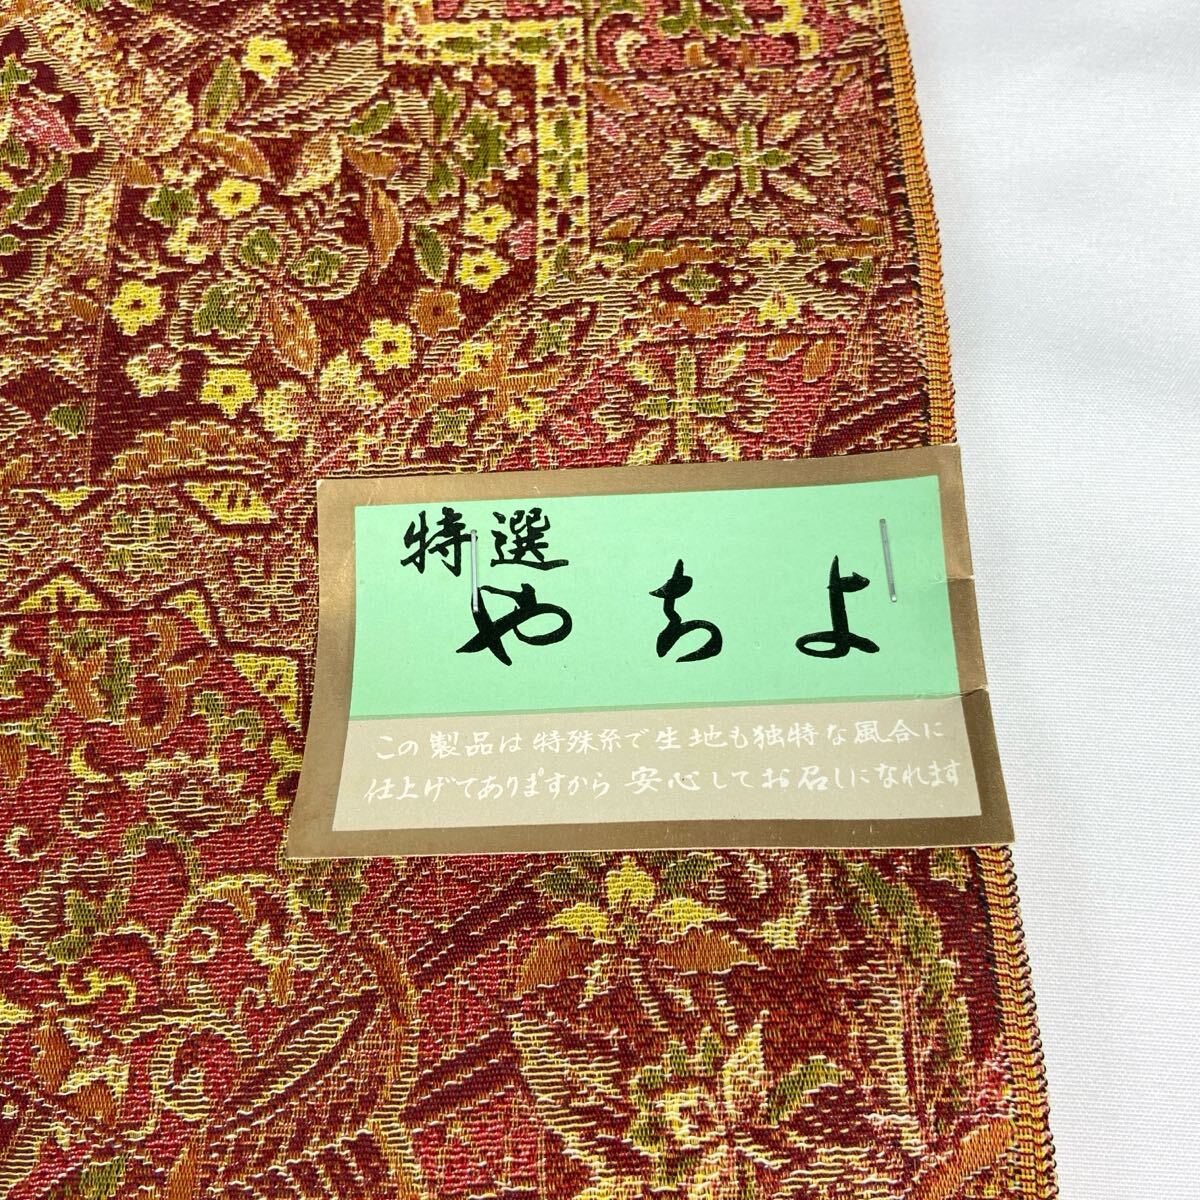 特選
やちよ
この製品は特殊糸で生地も独特な風合に
仕上げてありますから安心してお召しになれます